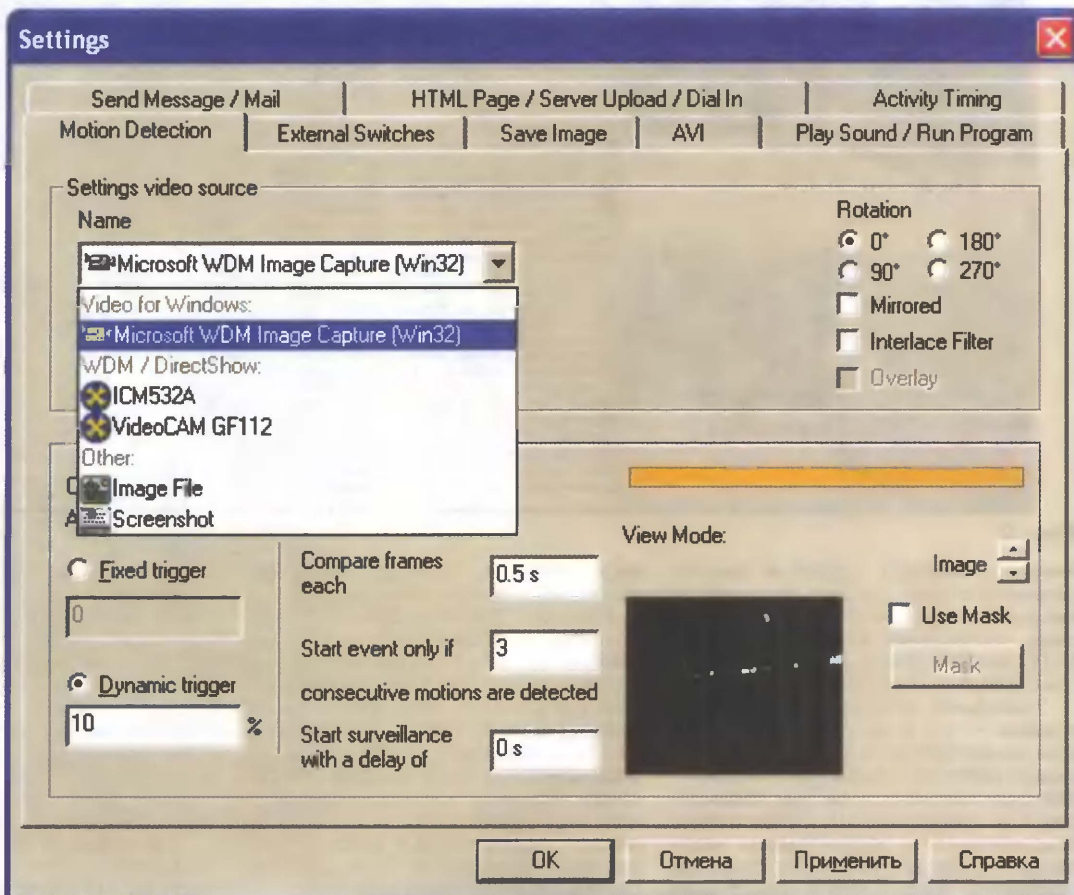 Settings
Send Message / Mail
HTML Page / Server Upload / Dial In
Activity Timing
Motion Detection
External Switches
Save Image
AVI
Play Sound / Run Program
Settings video source
Name
Microsoft WDM Image Capture (Win32)
Video for Windows:
Microsoft WDM Image Capture (Win32)
WDM / DirectShow:
ICM532A
VideoCAM GF112
Other:
Image File
Screenshot
Rotation
0° 180°
90° 270°
Mirrored
Interlace Filter
Overlay
Fixed trigger
0
Dynamic trigger
10 %
Compare frames
each
0.5 s
Start event only if
3
consecutive motions are detected
Start surveillance
with a delay of
0 s
View Mode:
Image
Use Mask
Mask
OK
Отмена
Применить
Справка